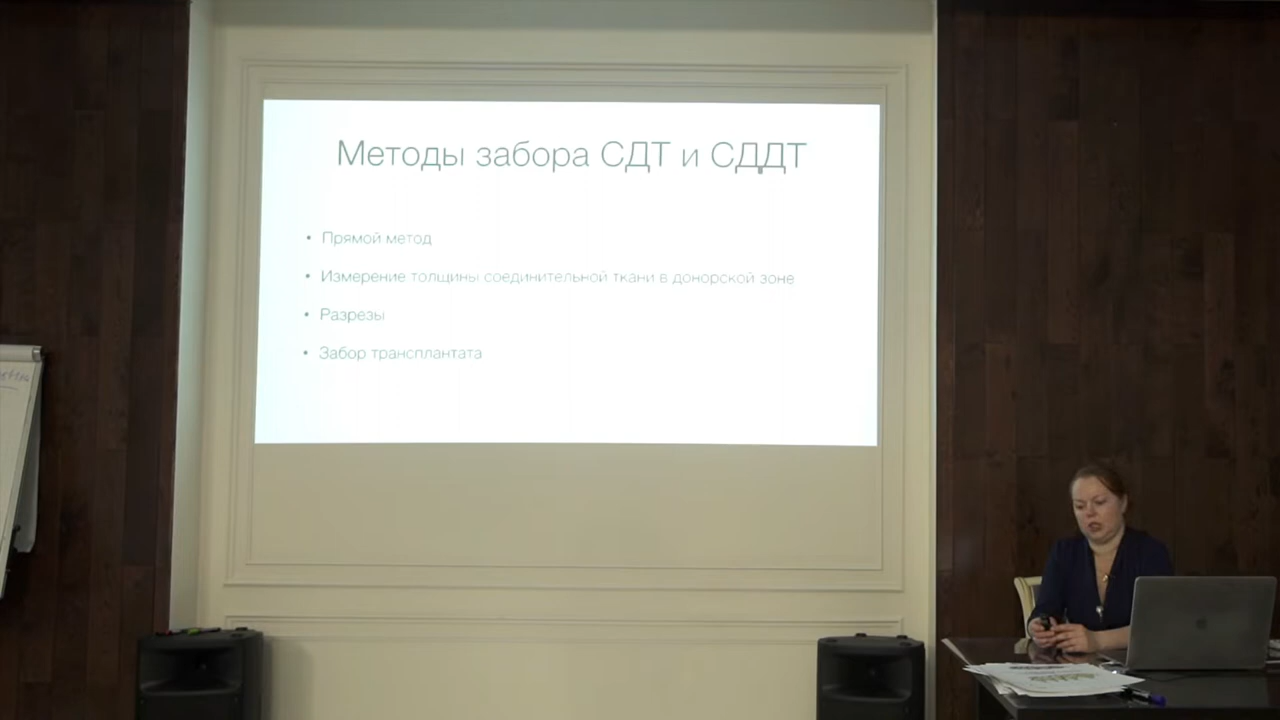 Методы забора СДТ и СДДТ
• Прямой метод
• Измерение толщины соединительной ткани в донорской зоне
• Разрезы
• Забор трансплантата